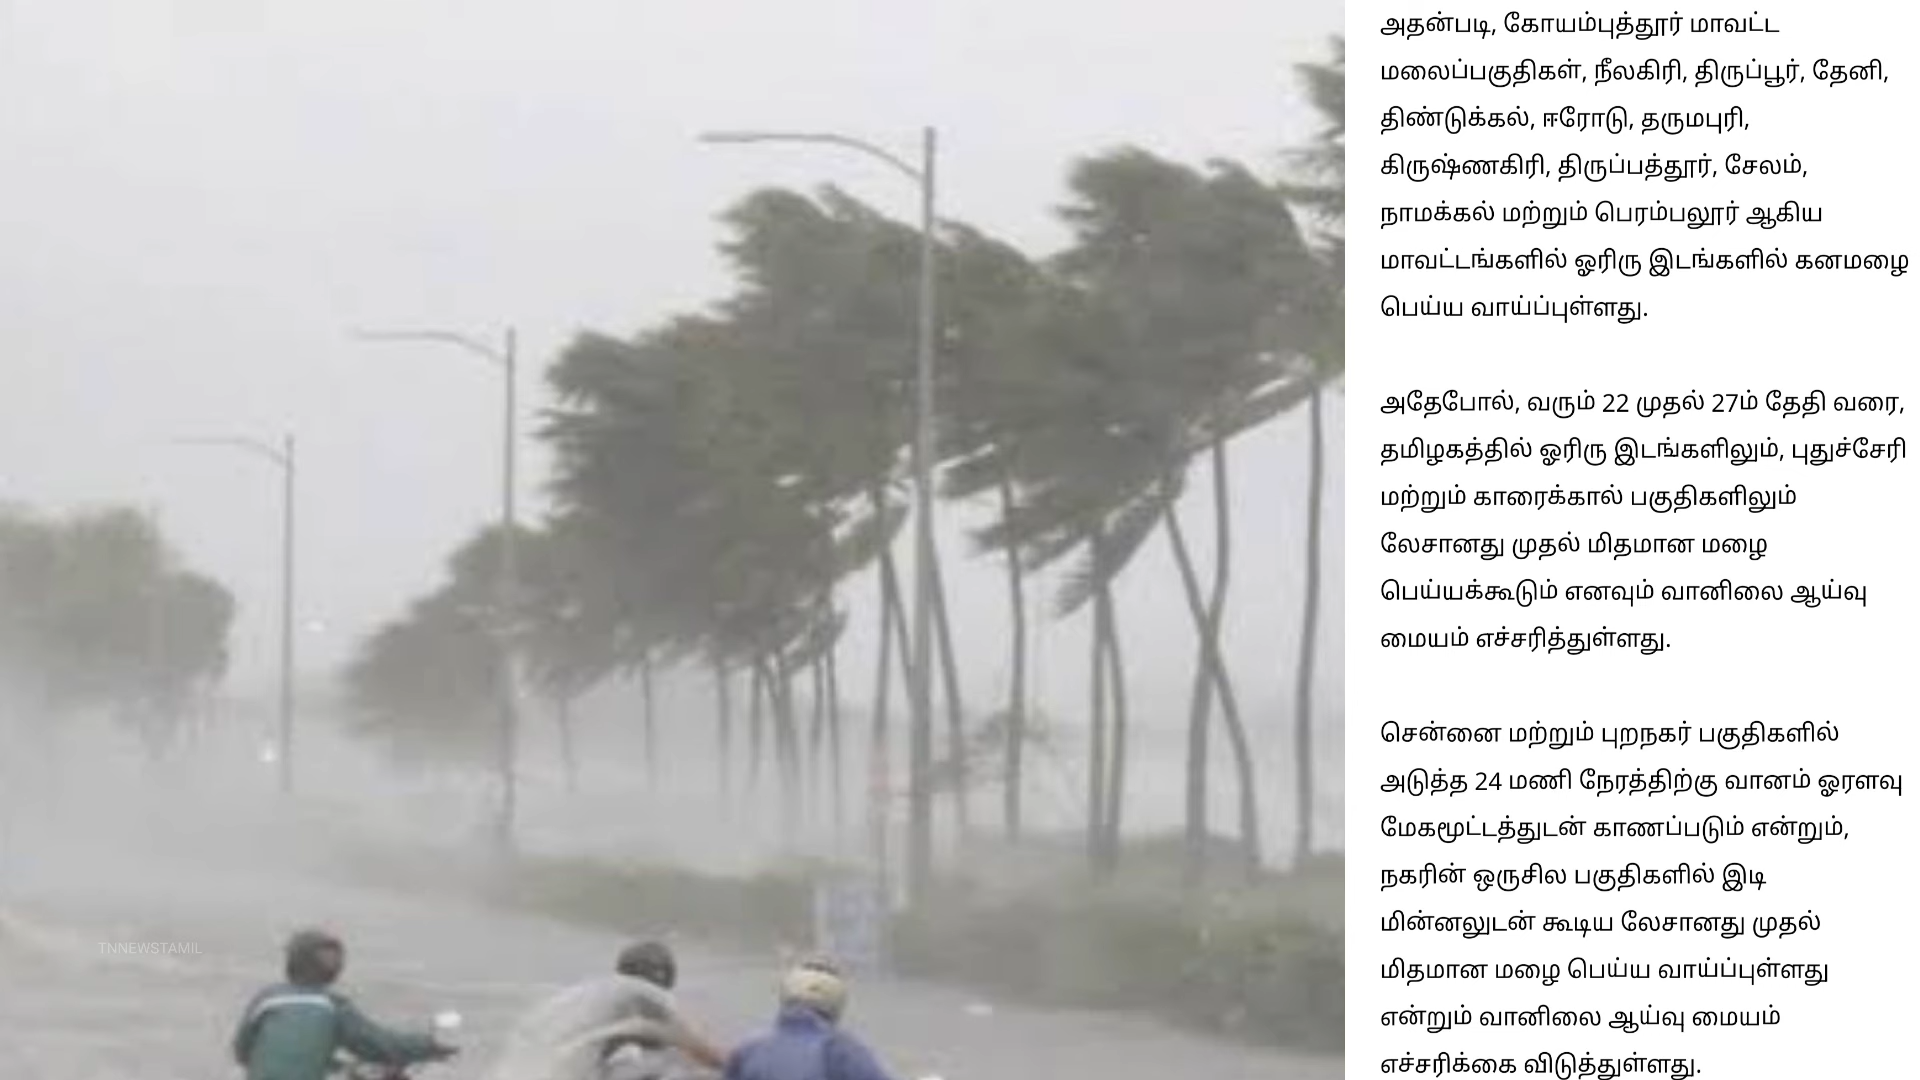 அதன்படி, கோயம்புத்தூர் மாவட்ட
மலைப்பகுதிகள், நீலகிரி, திருப்பூர், தேனி,
திண்டுக்கல், ஈரோடு, தருமபுரி,
கிருஷ்ணகிரி, திருப்பத்தூர், சேலம்,
நாமக்கல் மற்றும் பெரம்பலூர் ஆகிய
மாவட்டங்களில் ஓரிரு இடங்களில் கனமழை
பெய்ய வாய்ப்புள்ளது.
அதேபோல், வரும் 22 முதல் 27ம் தேதி வரை,
தமிழகத்தில் ஓரிரு இடங்களிலும், புதுச்சேரி
மற்றும் காரைக்கால் பகுதிகளிலும்
லேசானது முதல் மிதமான மழை
பெய்யக்கூடும் எனவும் வானிலை ஆய்வு
மையம் எச்சரித்துள்ளது.
சென்னை மற்றும் புறநகர் பகுதிகளில்
அடுத்த 24 மணி நேரத்திற்கு வானம் ஓரளவு
மேகமூட்டத்துடன் காணப்படும் என்றும்,
நகரின் ஒருசில பகுதிகளில் இடி
மின்னலுடன் கூடிய லேசானது முதல்
மிதமான மழை பெய்ய வாய்ப்புள்ளது
என்றும் வானிலை ஆய்வு மையம்
எச்சரிக்கை விடுத்துள்ளது.
TNNEWSTAMIL